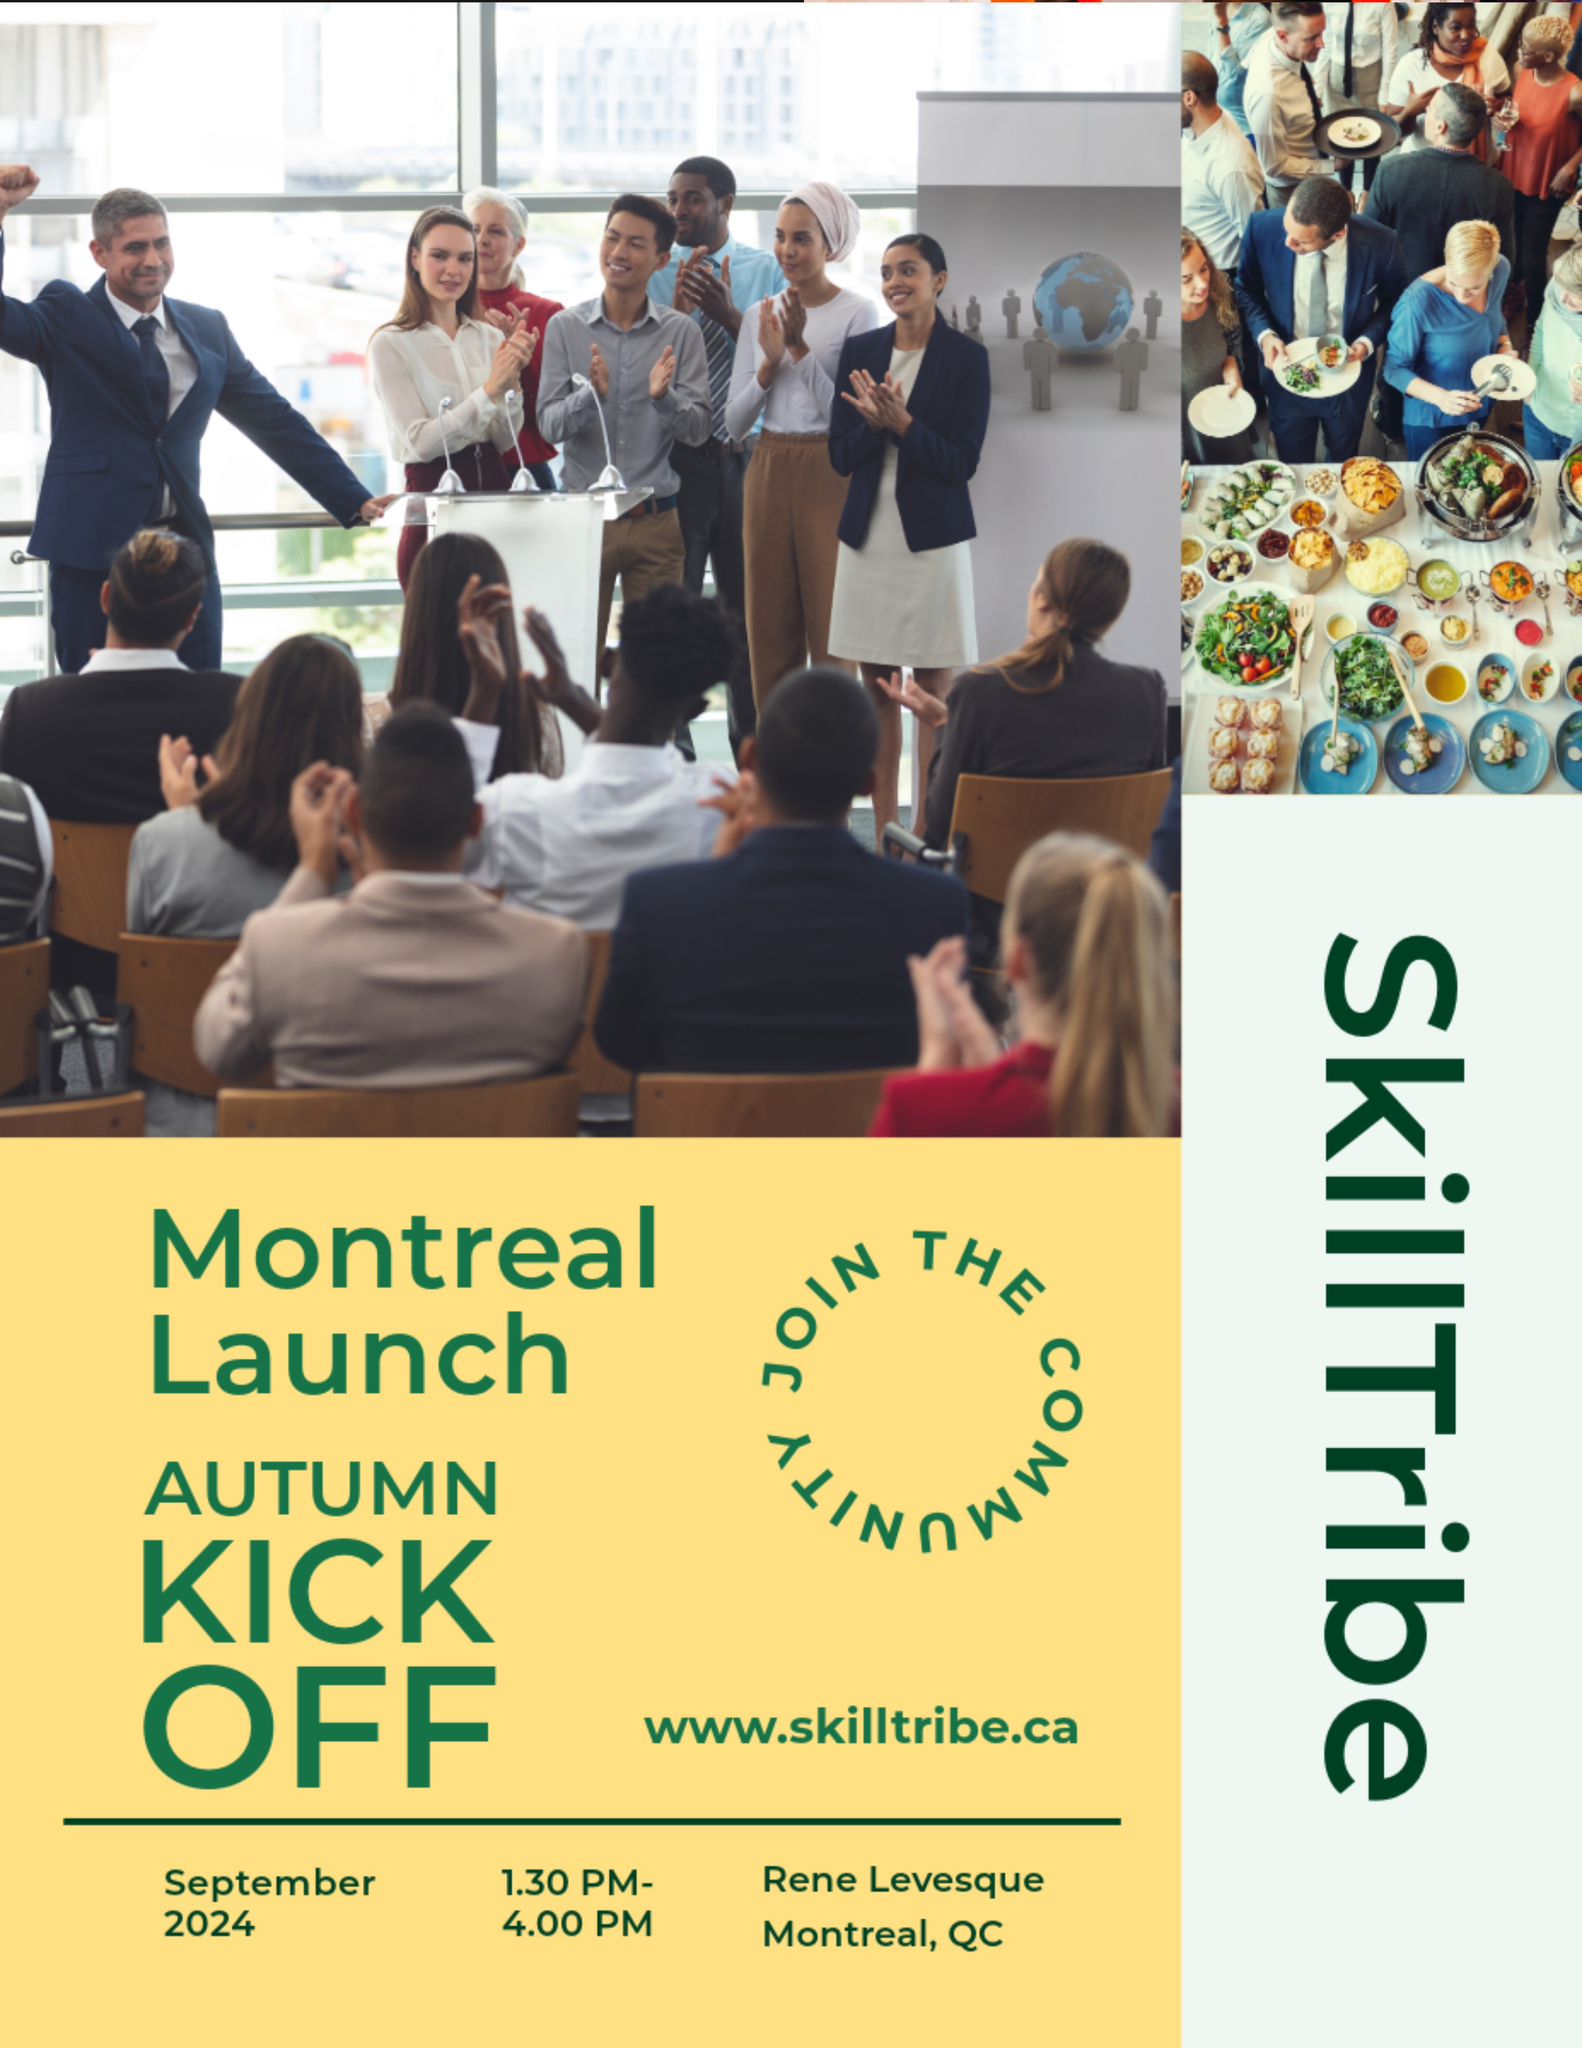 SkillTribe
Montreal
Launch
JOIN THE COMMUNITY
AUTUMN
KICK
OFF
www.skilltribe.ca
September
2024
1.30 PM-
4.00 PM
Rene Levesque
Montreal, QC